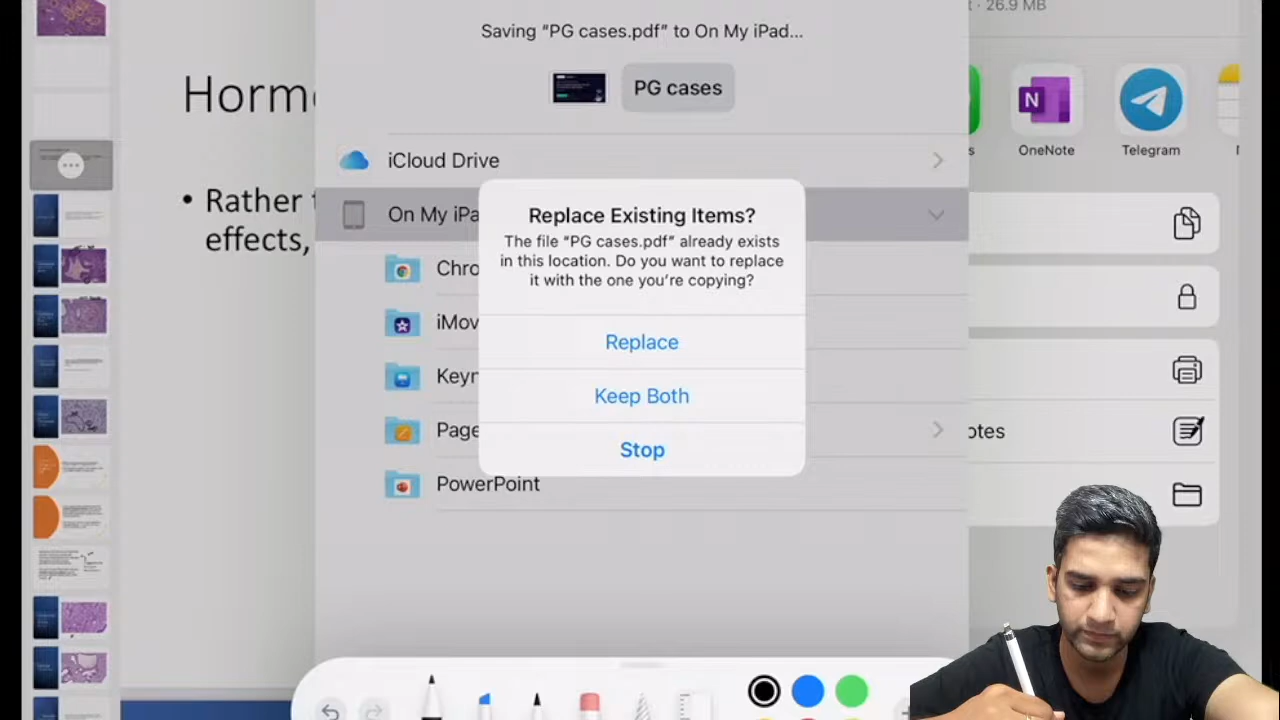 · 26.9 MB
Saving “PG cases.pdf” to On My iPad...
PG cases
Horm
iCloud Drive
N
OneNote
Telegram
• Rather
effects,
On My iPa
Replace Existing Items?
The file “PG cases.pdf” already exists
in this location. Do you want to replace
it with the one you’re copying?
Chro
iMov
Replace
Keyn
Keep Both
Page
otes
Stop
PowerPoint